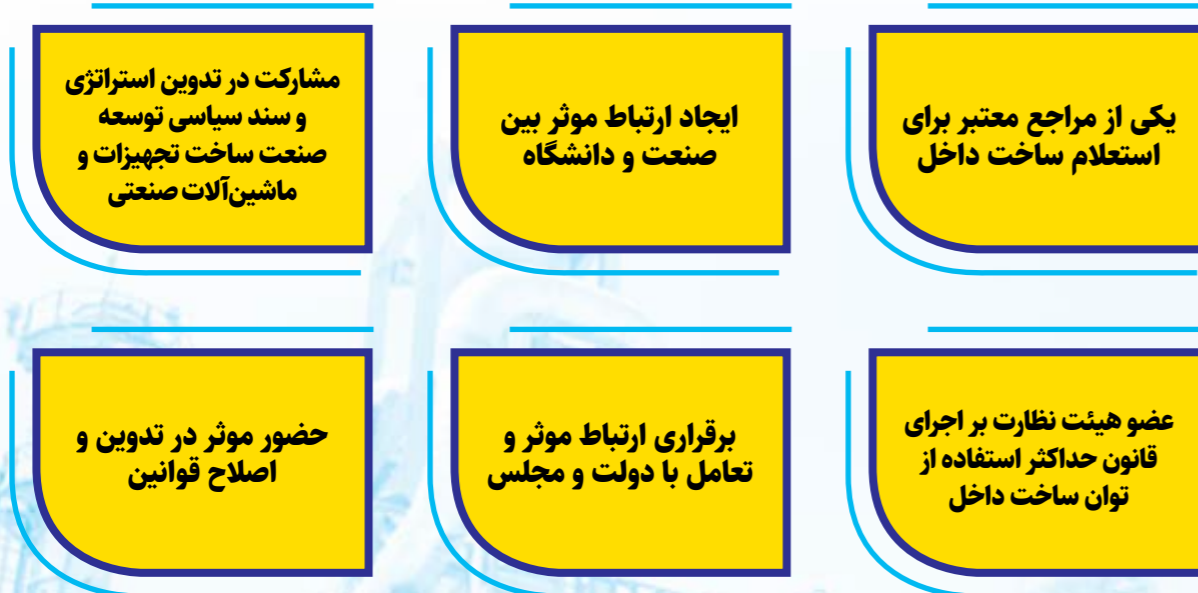 یکی از مراجع معتبر برای
استعلام ساخت داخل
ایجاد ارتباط موثر بین
صنعت و دانشگاه
مشارکت در تدوین استراتژی
و سند سیاسی توسعه
صنعت ساخت تجهیزات و
ماشین‌آلات صنعتی
عضو هیئت نظارت بر اجرای
قانون حداکثر استفاده از
توان ساخت داخل
برقراری ارتباط موثر و
تعامل با دولت و مجلس
حضور موثر در تدوین و
اصلاح قوانین